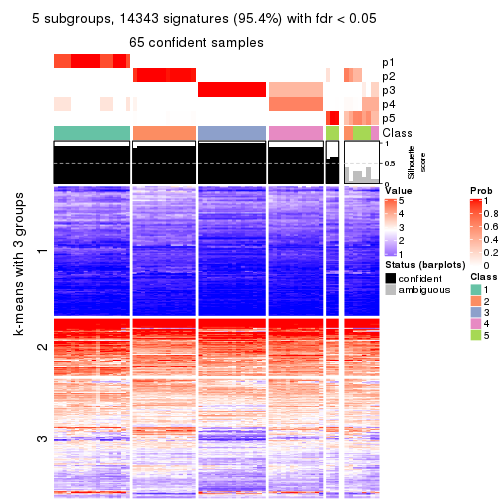 5 subgroups, 14343 signatures (95.4%) with fdr < 0.05
65 confident samples
p1
p2
p3
p4
p5
Class
1
0.5
0
Silhouette
score
k-means with 3 groups
1
2
3
Value
5
4
3
2
1
Status (barplots)
confident
ambiguous
Prob
1
0.8
0.6
0.4
0.2
0
Class
1
2
3
4
5